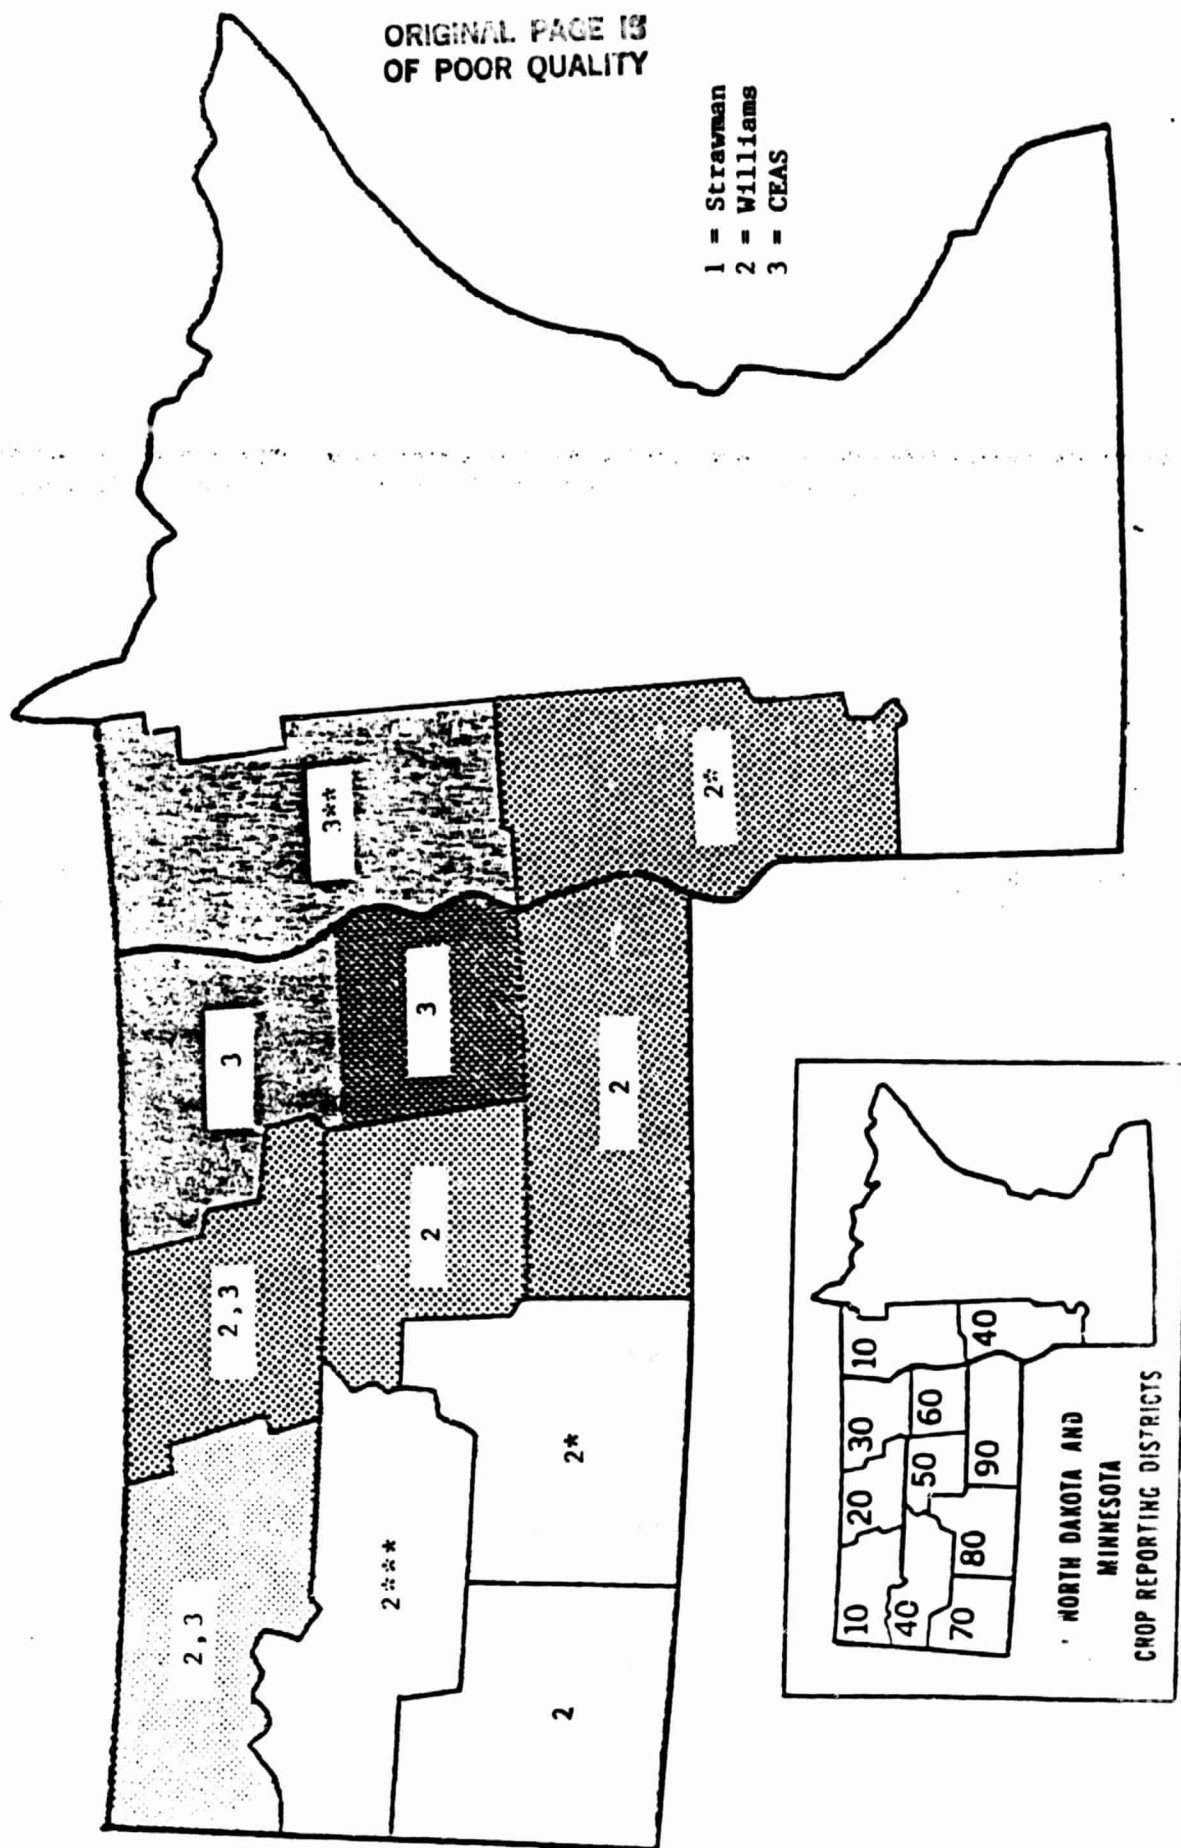 ORIGINAL PAGE IS
OF POOR QUALITY
1 = Strawman
2 = Williams
3 = CEAS
2,3
2,3
3
3**
2***
2
3
2
2*
2
2*
10
20
30
10
40
50
60
40
70
80
90
NORTH DAKOTA AND
MINNESOTA
CROP REPORTING DISTRICTS